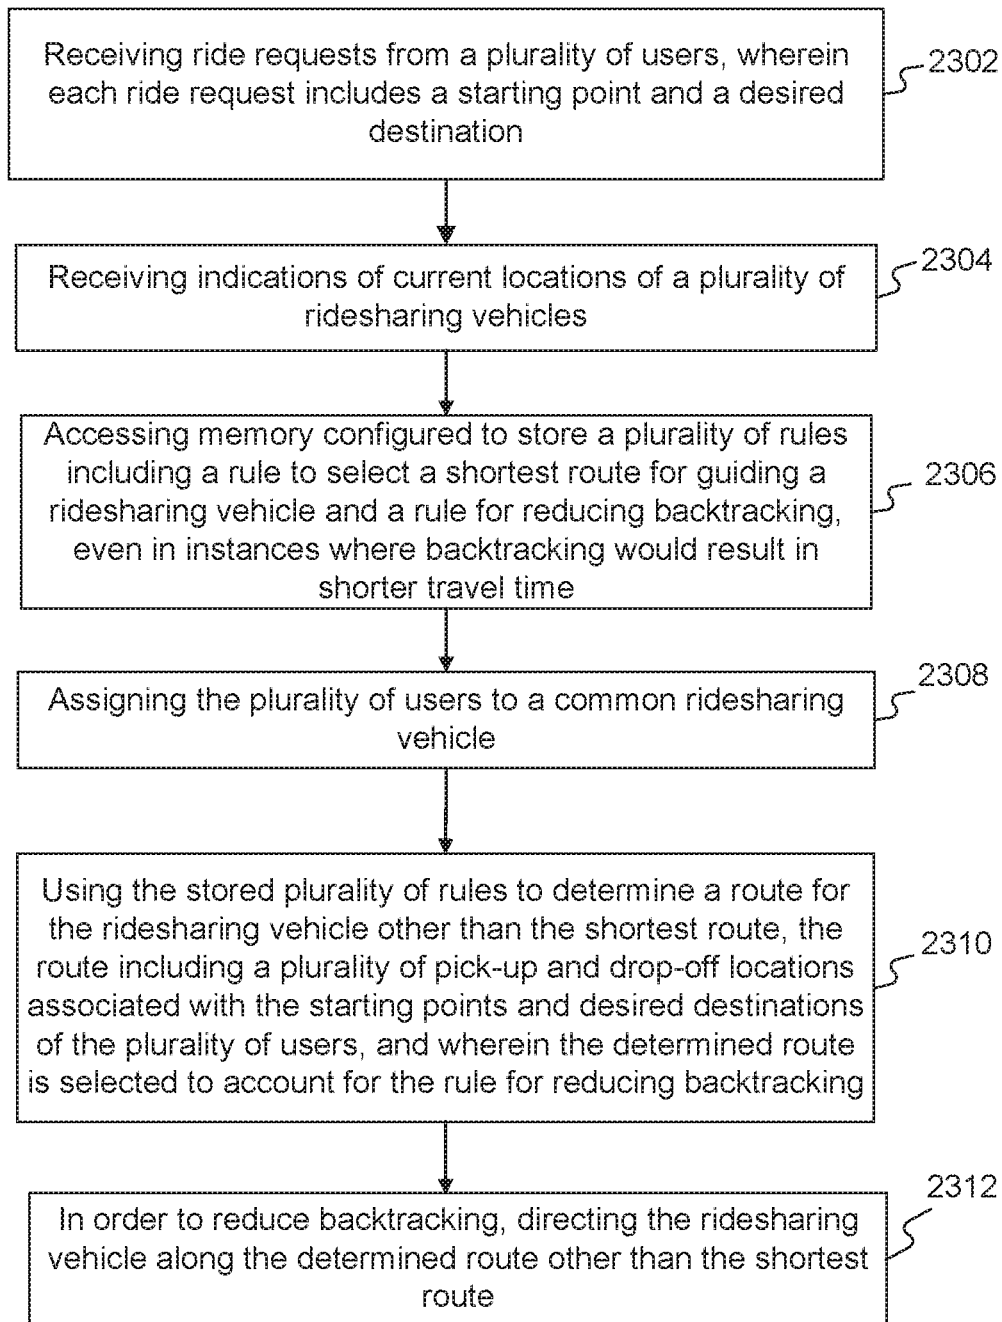 Receiving ride requests from a plurality of users, wherein
each ride request includes a starting point and a desired
destination
2302
Receiving indications of current locations of a plurality of
ridesharing vehicles
2304
Accessing memory configured to store a plurality of rules
including a rule to select a shortest route for guiding a
ridesharing vehicle and a rule for reducing backtracking,
even in instances where backtracking would result in
shorter travel time
2306
Assigning the plurality of users to a common ridesharing
vehicle
2308
Using the stored plurality of rules to determine a route for
the ridesharing vehicle other than the shortest route, the
route including a plurality of pick-up and drop-off locations
associated with the starting points and desired destinations
of the plurality of users, and wherein the determined route
is selected to account for the rule for reducing backtracking
2310
In order to reduce backtracking, directing the ridesharing
vehicle along the determined route other than the shortest
route
2312